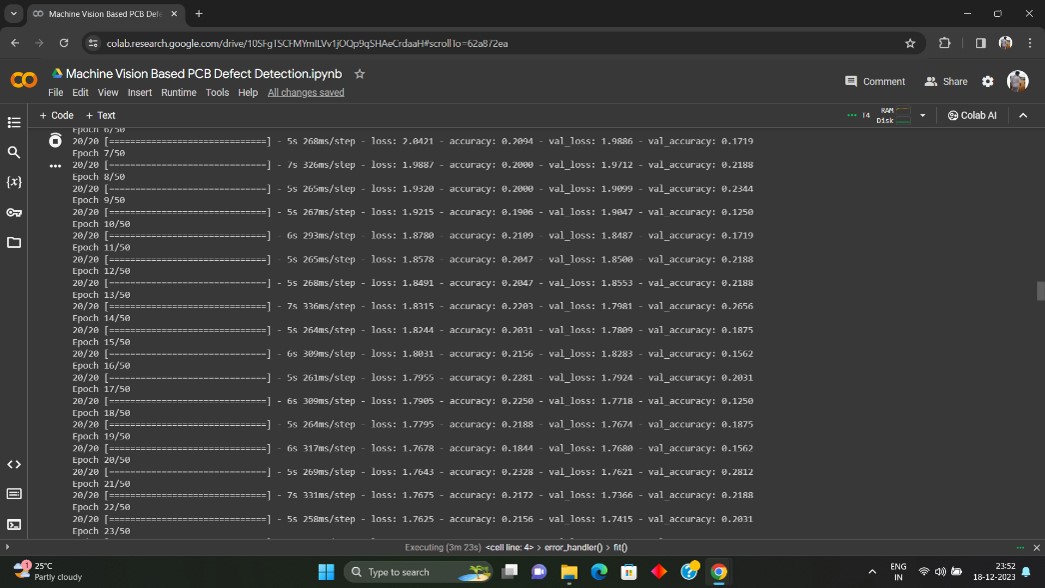 Machine Vision Based PCB Defe
colab.research.google.com/drive/10SFgTSCFMYmILVv1jOQp9qSHAeCrdaaH#scrollTo=62a872ea
Machine Vision Based PCB Defect Detection.ipynb
Comment
Share
File Edit View Insert Runtime Tools Help All changes saved
+ Code + Text
T4 RAM Disk
Colab AI
Epoch 6/50
20/20 [==============================] - 5s 268ms/step - loss: 2.0421 - accuracy: 0.2094 - val_loss: 1.9886 - val_accuracy: 0.1719
Epoch 7/50
20/20 [==============================] - 7s 326ms/step - loss: 1.9887 - accuracy: 0.2000 - val_loss: 1.9712 - val_accuracy: 0.2188
Epoch 8/50
20/20 [==============================] - 5s 265ms/step - loss: 1.9320 - accuracy: 0.2000 - val_loss: 1.9099 - val_accuracy: 0.2344
Epoch 9/50
20/20 [==============================] - 5s 267ms/step - loss: 1.9215 - accuracy: 0.1906 - val_loss: 1.9047 - val_accuracy: 0.1250
Epoch 10/50
20/20 [==============================] - 6s 293ms/step - loss: 1.8780 - accuracy: 0.2109 - val_loss: 1.8487 - val_accuracy: 0.1719
Epoch 11/50
20/20 [==============================] - 5s 265ms/step - loss: 1.8578 - accuracy: 0.2047 - val_loss: 1.8500 - val_accuracy: 0.2188
Epoch 12/50
20/20 [==============================] - 5s 268ms/step - loss: 1.8491 - accuracy: 0.2047 - val_loss: 1.8553 - val_accuracy: 0.2188
Epoch 13/50
20/20 [==============================] - 7s 336ms/step - loss: 1.8315 - accuracy: 0.2203 - val_loss: 1.7981 - val_accuracy: 0.2656
Epoch 14/50
20/20 [==============================] - 5s 264ms/step - loss: 1.8244 - accuracy: 0.2031 - val_loss: 1.7809 - val_accuracy: 0.1875
Epoch 15/50
20/20 [==============================] - 6s 309ms/step - loss: 1.8031 - accuracy: 0.2156 - val_loss: 1.8283 - val_accuracy: 0.1562
Epoch 16/50
20/20 [==============================] - 5s 261ms/step - loss: 1.7955 - accuracy: 0.2281 - val_loss: 1.7924 - val_accuracy: 0.2031
Epoch 17/50
20/20 [==============================] - 6s 309ms/step - loss: 1.7905 - accuracy: 0.2250 - val_loss: 1.7718 - val_accuracy: 0.1250
Epoch 18/50
20/20 [==============================] - 5s 264ms/step - loss: 1.7795 - accuracy: 0.2188 - val_loss: 1.7674 - val_accuracy: 0.1875
Epoch 19/50
20/20 [==============================] - 6s 317ms/step - loss: 1.7678 - accuracy: 0.1844 - val_loss: 1.7680 - val_accuracy: 0.1562
Epoch 20/50
20/20 [==============================] - 5s 269ms/step - loss: 1.7643 - accuracy: 0.2328 - val_loss: 1.7621 - val_accuracy: 0.2812
Epoch 21/50
20/20 [==============================] - 7s 331ms/step - loss: 1.7675 - accuracy: 0.2172 - val_loss: 1.7366 - val_accuracy: 0.2188
Epoch 22/50
20/20 [==============================] - 5s 258ms/step - loss: 1.7625 - accuracy: 0.2156 - val_loss: 1.7415 - val_accuracy: 0.2031
Epoch 23/50
Executing (3m 23s) <cell line: 4> > error_handler() > fit()
25°C
Partly cloudy
Type to search
ENG
IN
23:52
18-12-2023